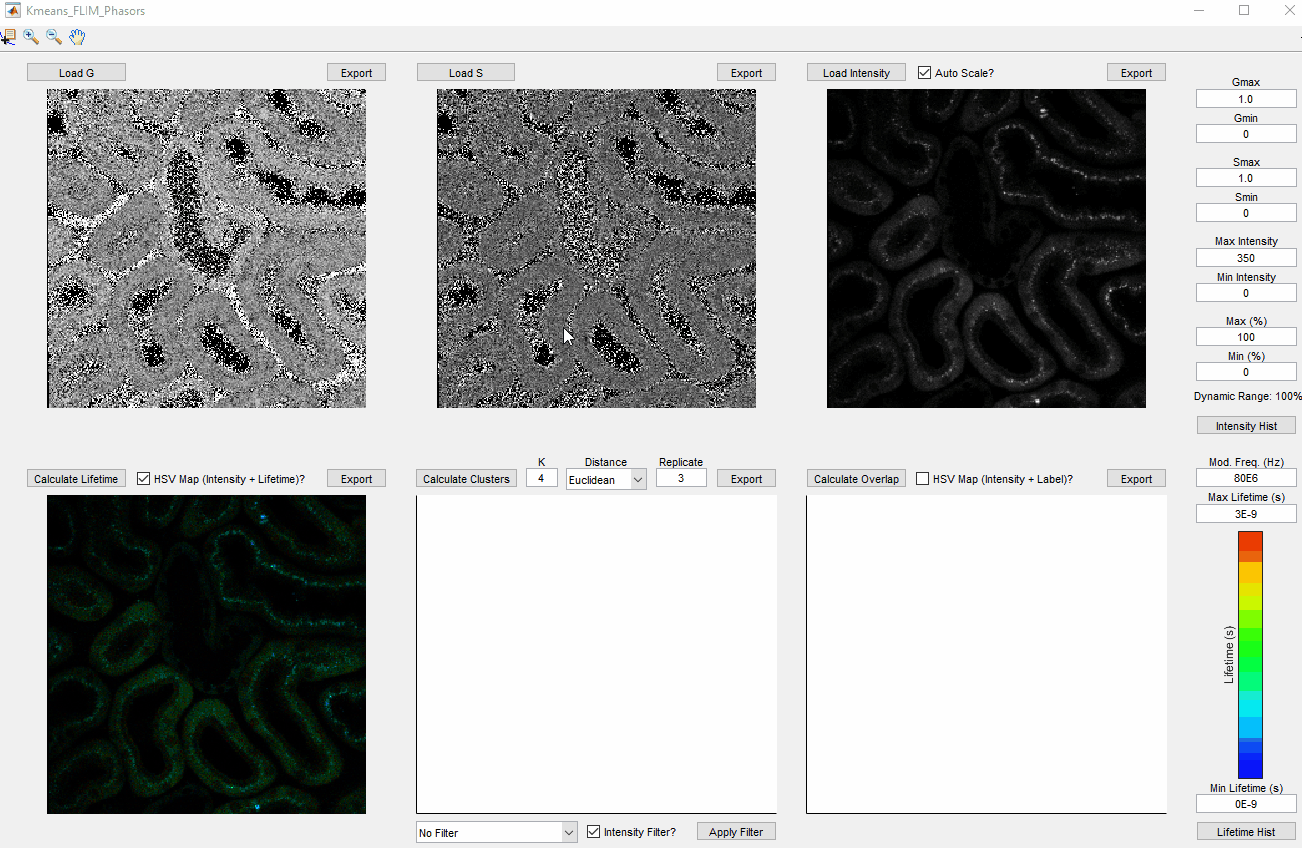 Kmeans_FLIM_Phasors
Load G
Export
Load S
Export
Load Intensity
Auto Scale?
Export
Gmax
1.0
Gmin
0
Smax
1.0
Smin
0
Max Intensity
350
Min Intensity
0
Max (%)
100
Min (%)
0
Dynamic Range: 100%
Intensity Hist
Calculate Lifetime
HSV Map (Intensity + Lifetime)?
Export
K
Distance
Replicate
Calculate Clusters
4
Euclidean
3
Export
Calculate Overlap
HSV Map (Intensity + Label)?
Export
Mod. Freq. (Hz)
80E6
Max Lifetime (s)
3E-9
Lifetime (s)
Min Lifetime (s)
0E-9
No Filter
Intensity Filter?
Apply Filter
Lifetime Hist